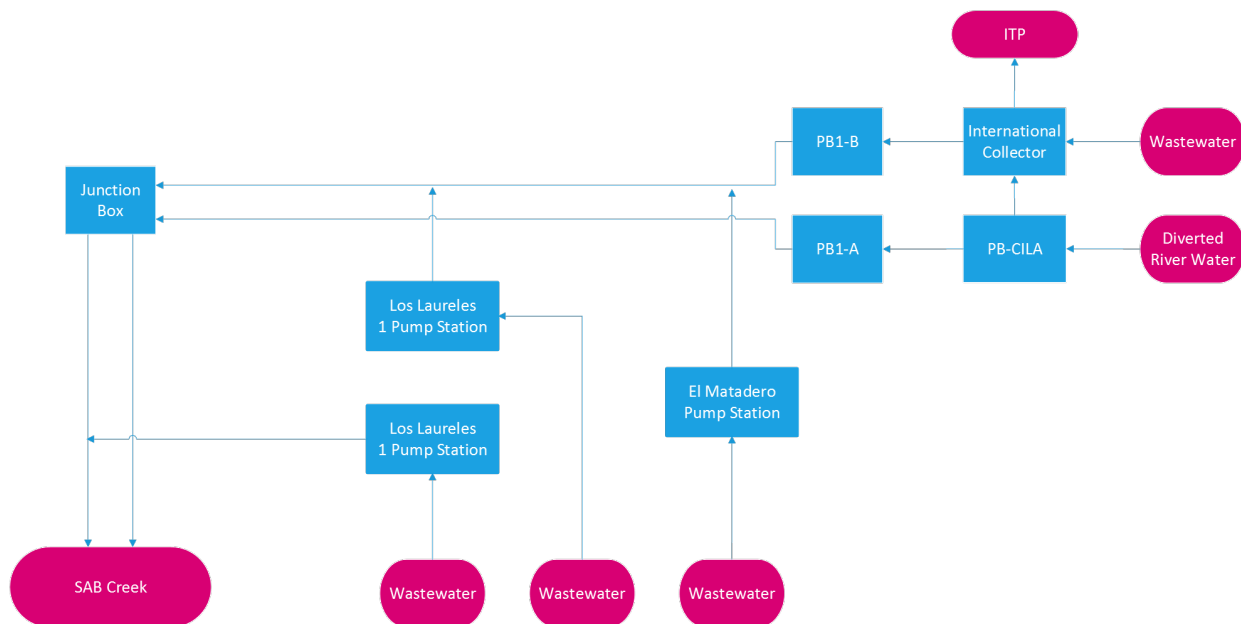 ITP
PB1-B
International
Collector
Wastewater
Junction
Box
PB1-A
PB-CILA
Diverted
River Water
Los Laureles
1 Pump Station
El Matadero
Pump Station
Los Laureles
1 Pump Station
SAB Creek
Wastewater
Wastewater
Wastewater